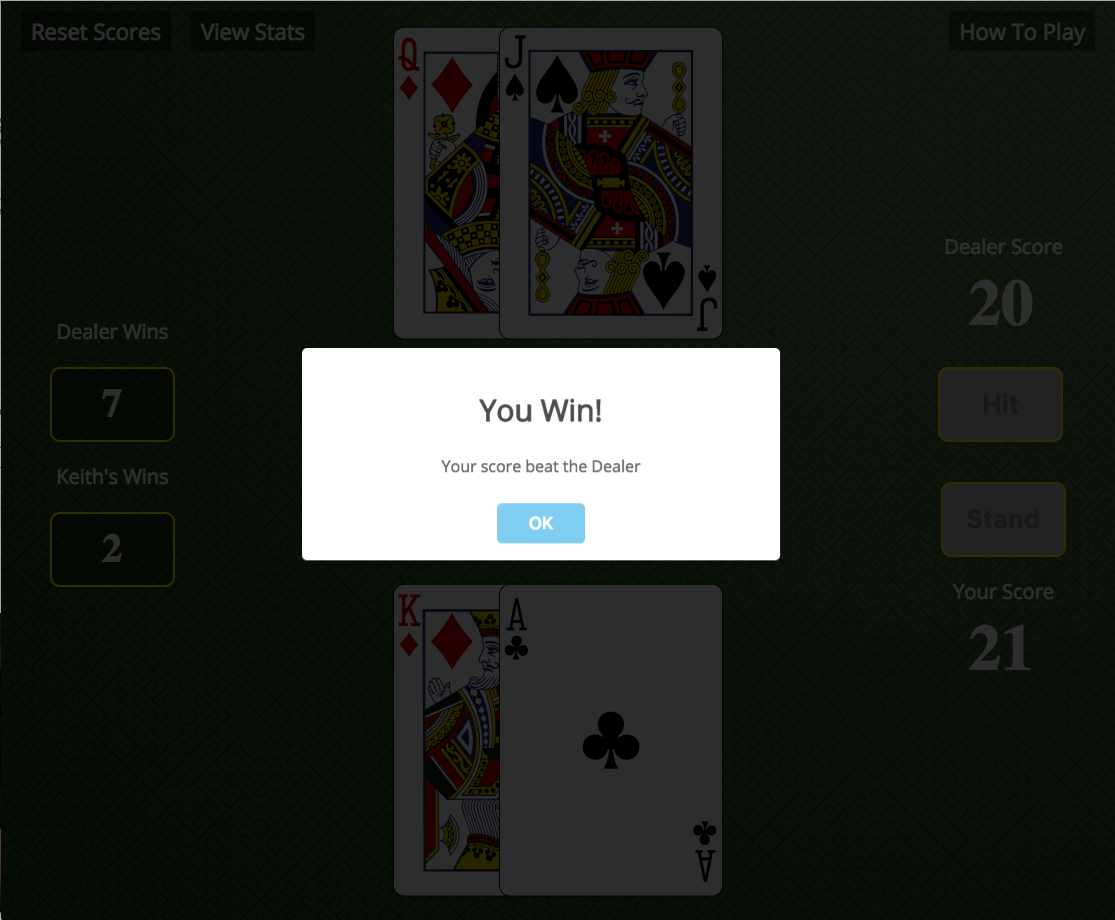 Reset Scores
View Stats
How To Play
Q
J
J
Dealer Score
20
Dealer Wins
7
Hit
You Win!
Your score beat the Dealer
Keith's Wins
OK
2
Stand
Your Score
21
K
A
A